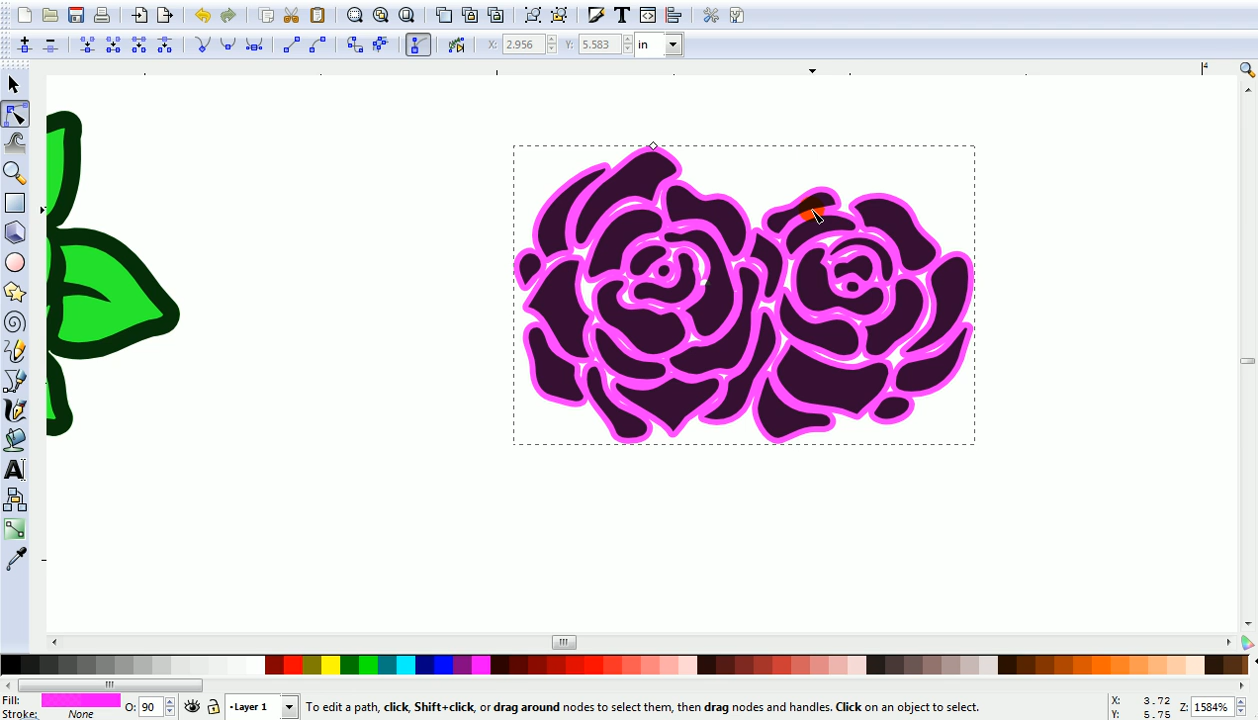 X: 2.956 Y: 5.583 in
4
Fill: O: 90 •Layer 1 To edit a path, click, Shift+click, or drag around nodes to select them, then drag nodes and handles. Click on an object to select. X: 3.72 Z: 1584%
Stroke: None Y: 5.75